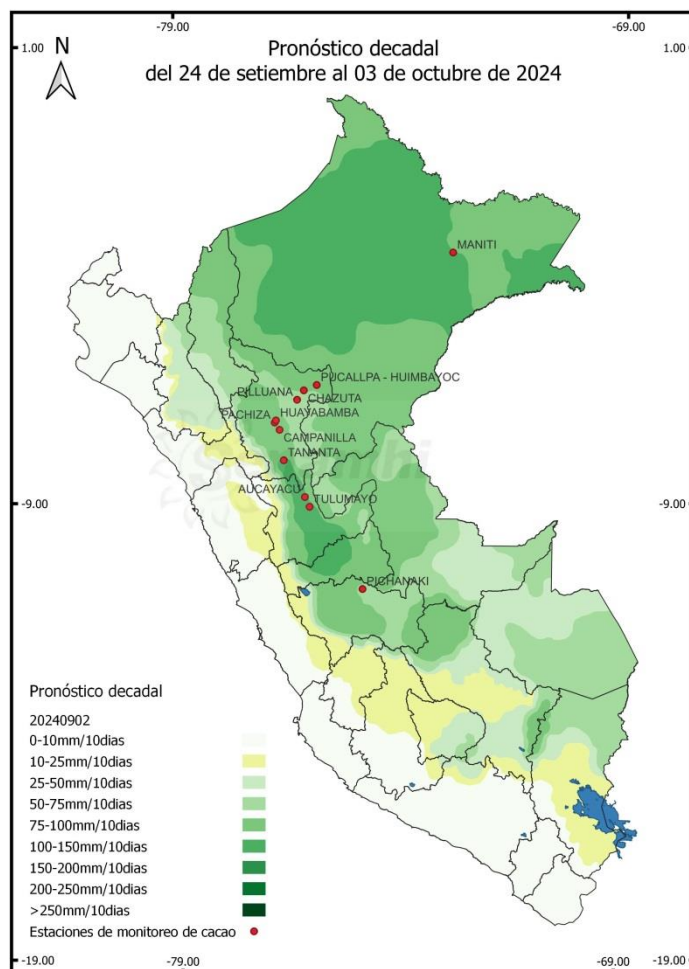 -79.00
-69.00
1.00
1.00
N
Pronóstico decadal
del 24 de setiembre al 03 de octubre de 2024
MANITI
PUCALLPA - HUIMBAYOC
PILLUANA
CHAZUTA
PACHIZA
HUAYABAMBA
CAMPANILLA
TANANTA
AUCAYACU
TULUMAYO
-9.00
-9.00
PICHANAKI
Pronóstico decadal
20240902
0-10mm/10dias
10-25mm/10dias
25-50mm/10dias
50-75mm/10dias
75-100mm/10dias
100-150mm/10dias
150-200mm/10dias
200-250mm/10dias
>250mm/10dias
Estaciones de monitoreo de cacao
-19.00
-19.00
-79.00
-69.00